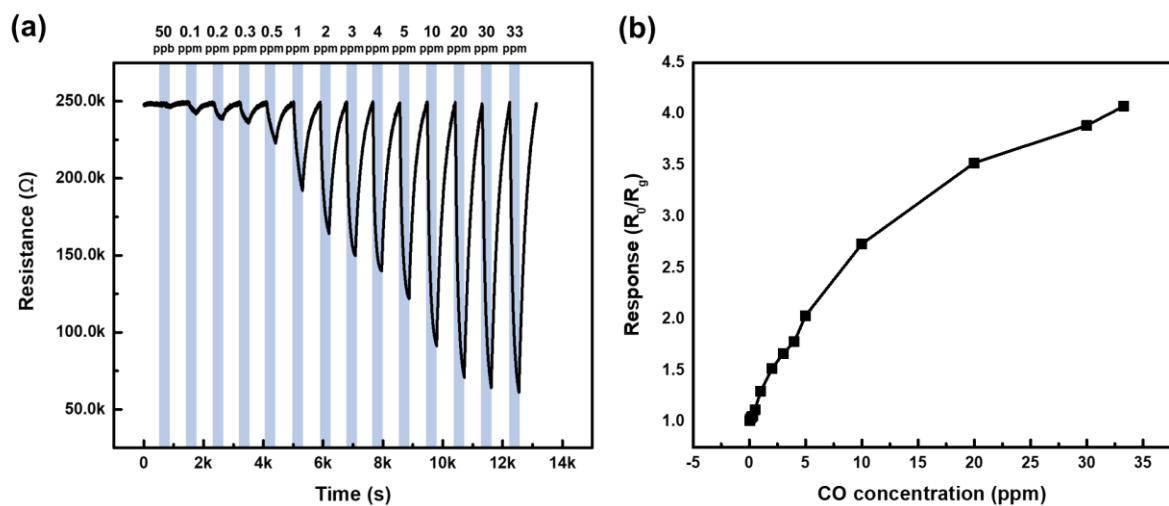 (a)
50 0.1 0.2 0.3 0.5 1 2 3 4 5 10 20 30 33
ppb ppm ppm ppm ppm ppm ppm ppm ppm ppm ppm ppm ppm ppm
250.0k
200.0k
150.0k
100.0k
50.0k
Resistance (Ω)
0 2k 4k 6k 8k 10k 12k 14k
Time (s)
(b)
4.5
4.0
3.5
3.0
2.5
2.0
1.5
1.0
Response (R₀/Rg)
-5 0 5 10 15 20 25 30 35
CO concentration (ppm)